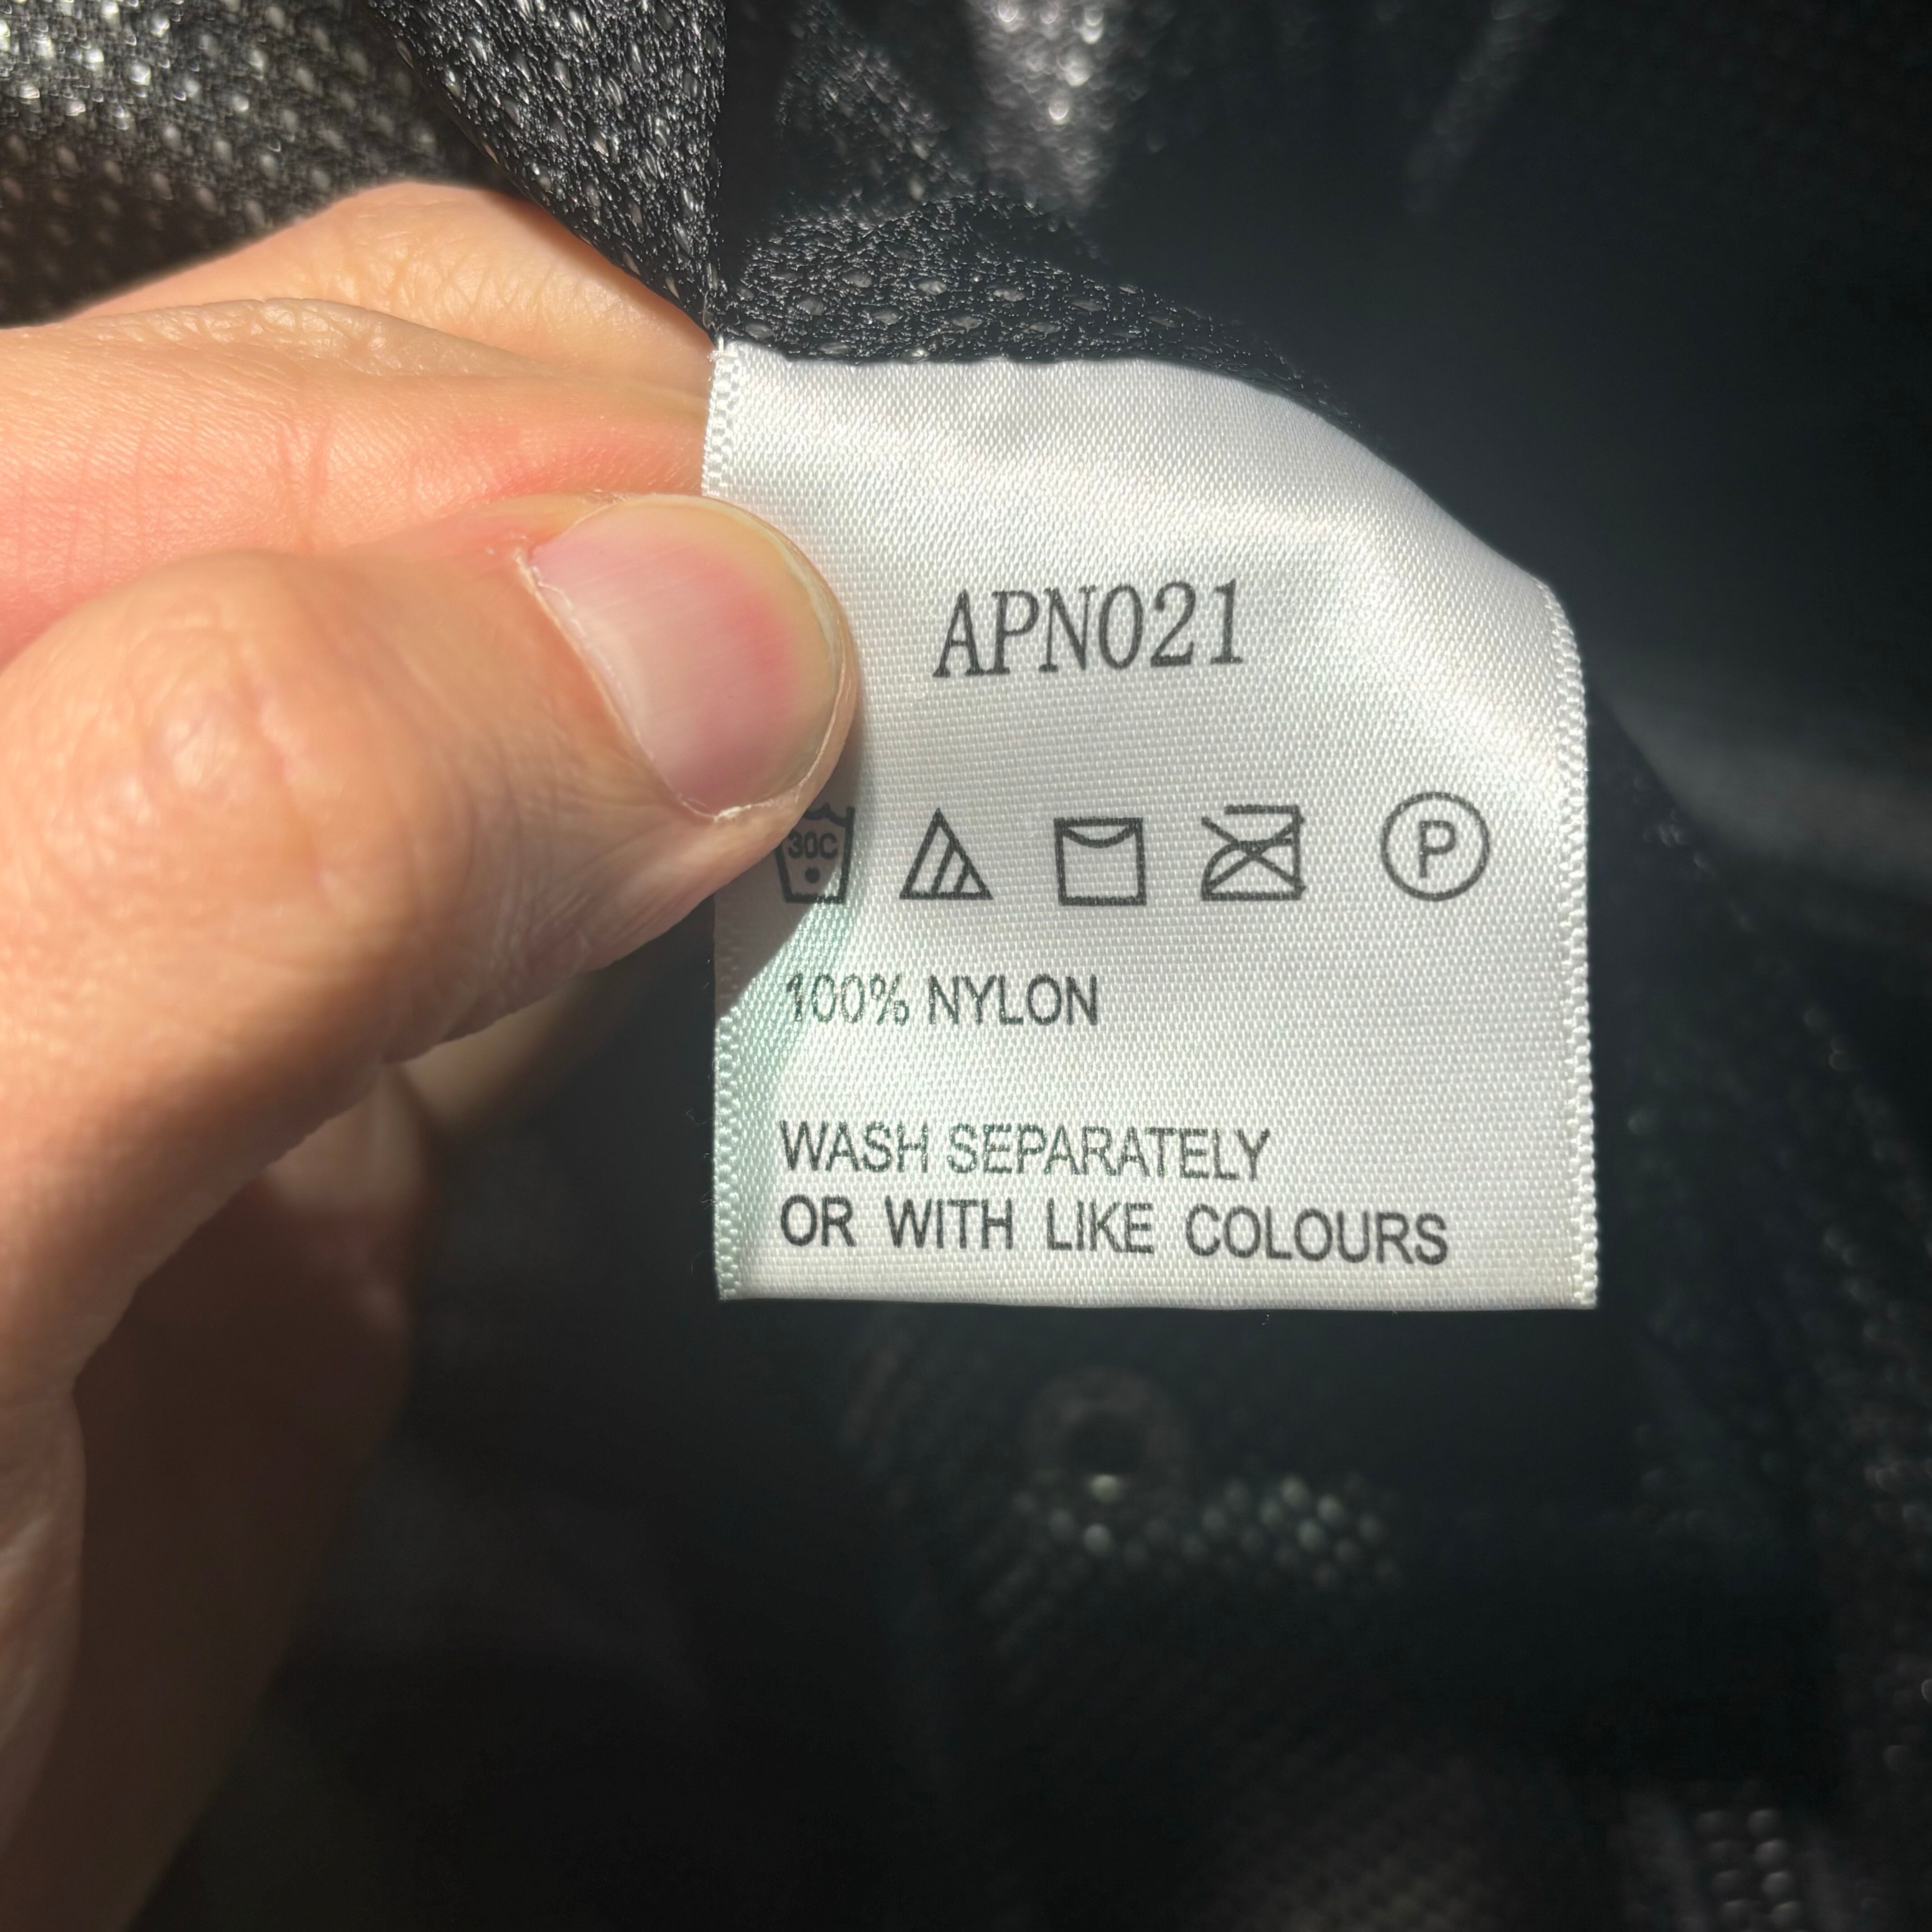 APN021
30C P
100% NYLON
WASH SEPARATELY
OR WITH LIKE COLOURS